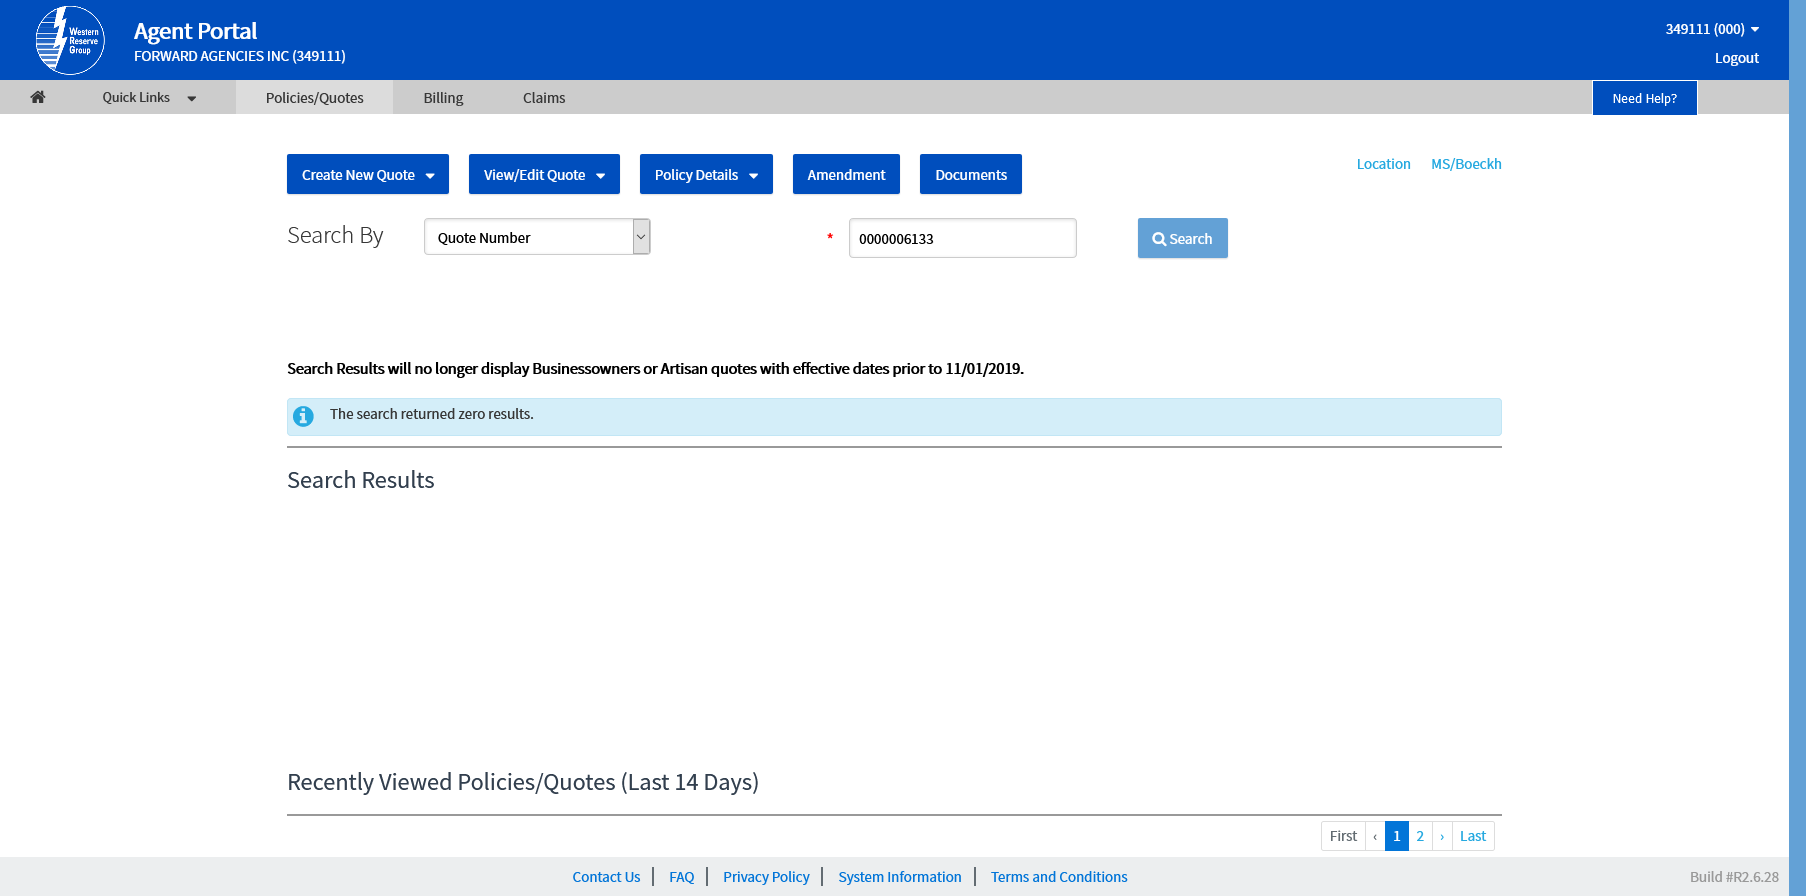 Western
Reserve
Group
Agent Portal
FORWARD AGENCIES INC (349111)
349111 (000)
Logout
Quick Links
Policies/Quotes
Billing
Claims
Need Help?
Create New Quote
View/Edit Quote
Policy Details
Amendment
Documents
Location
MS/Boeckh
Search By
Quote Number
*
0000006133
Search
Search Results will no longer display Businessowners or Artisan quotes with effective dates prior to 11/01/2019.
The search returned zero results.
Search Results
Recently Viewed Policies/Quotes (Last 14 Days)
First ‹ 1 2 › Last
Contact Us | FAQ | Privacy Policy | System Information | Terms and Conditions
Build #R2.6.28